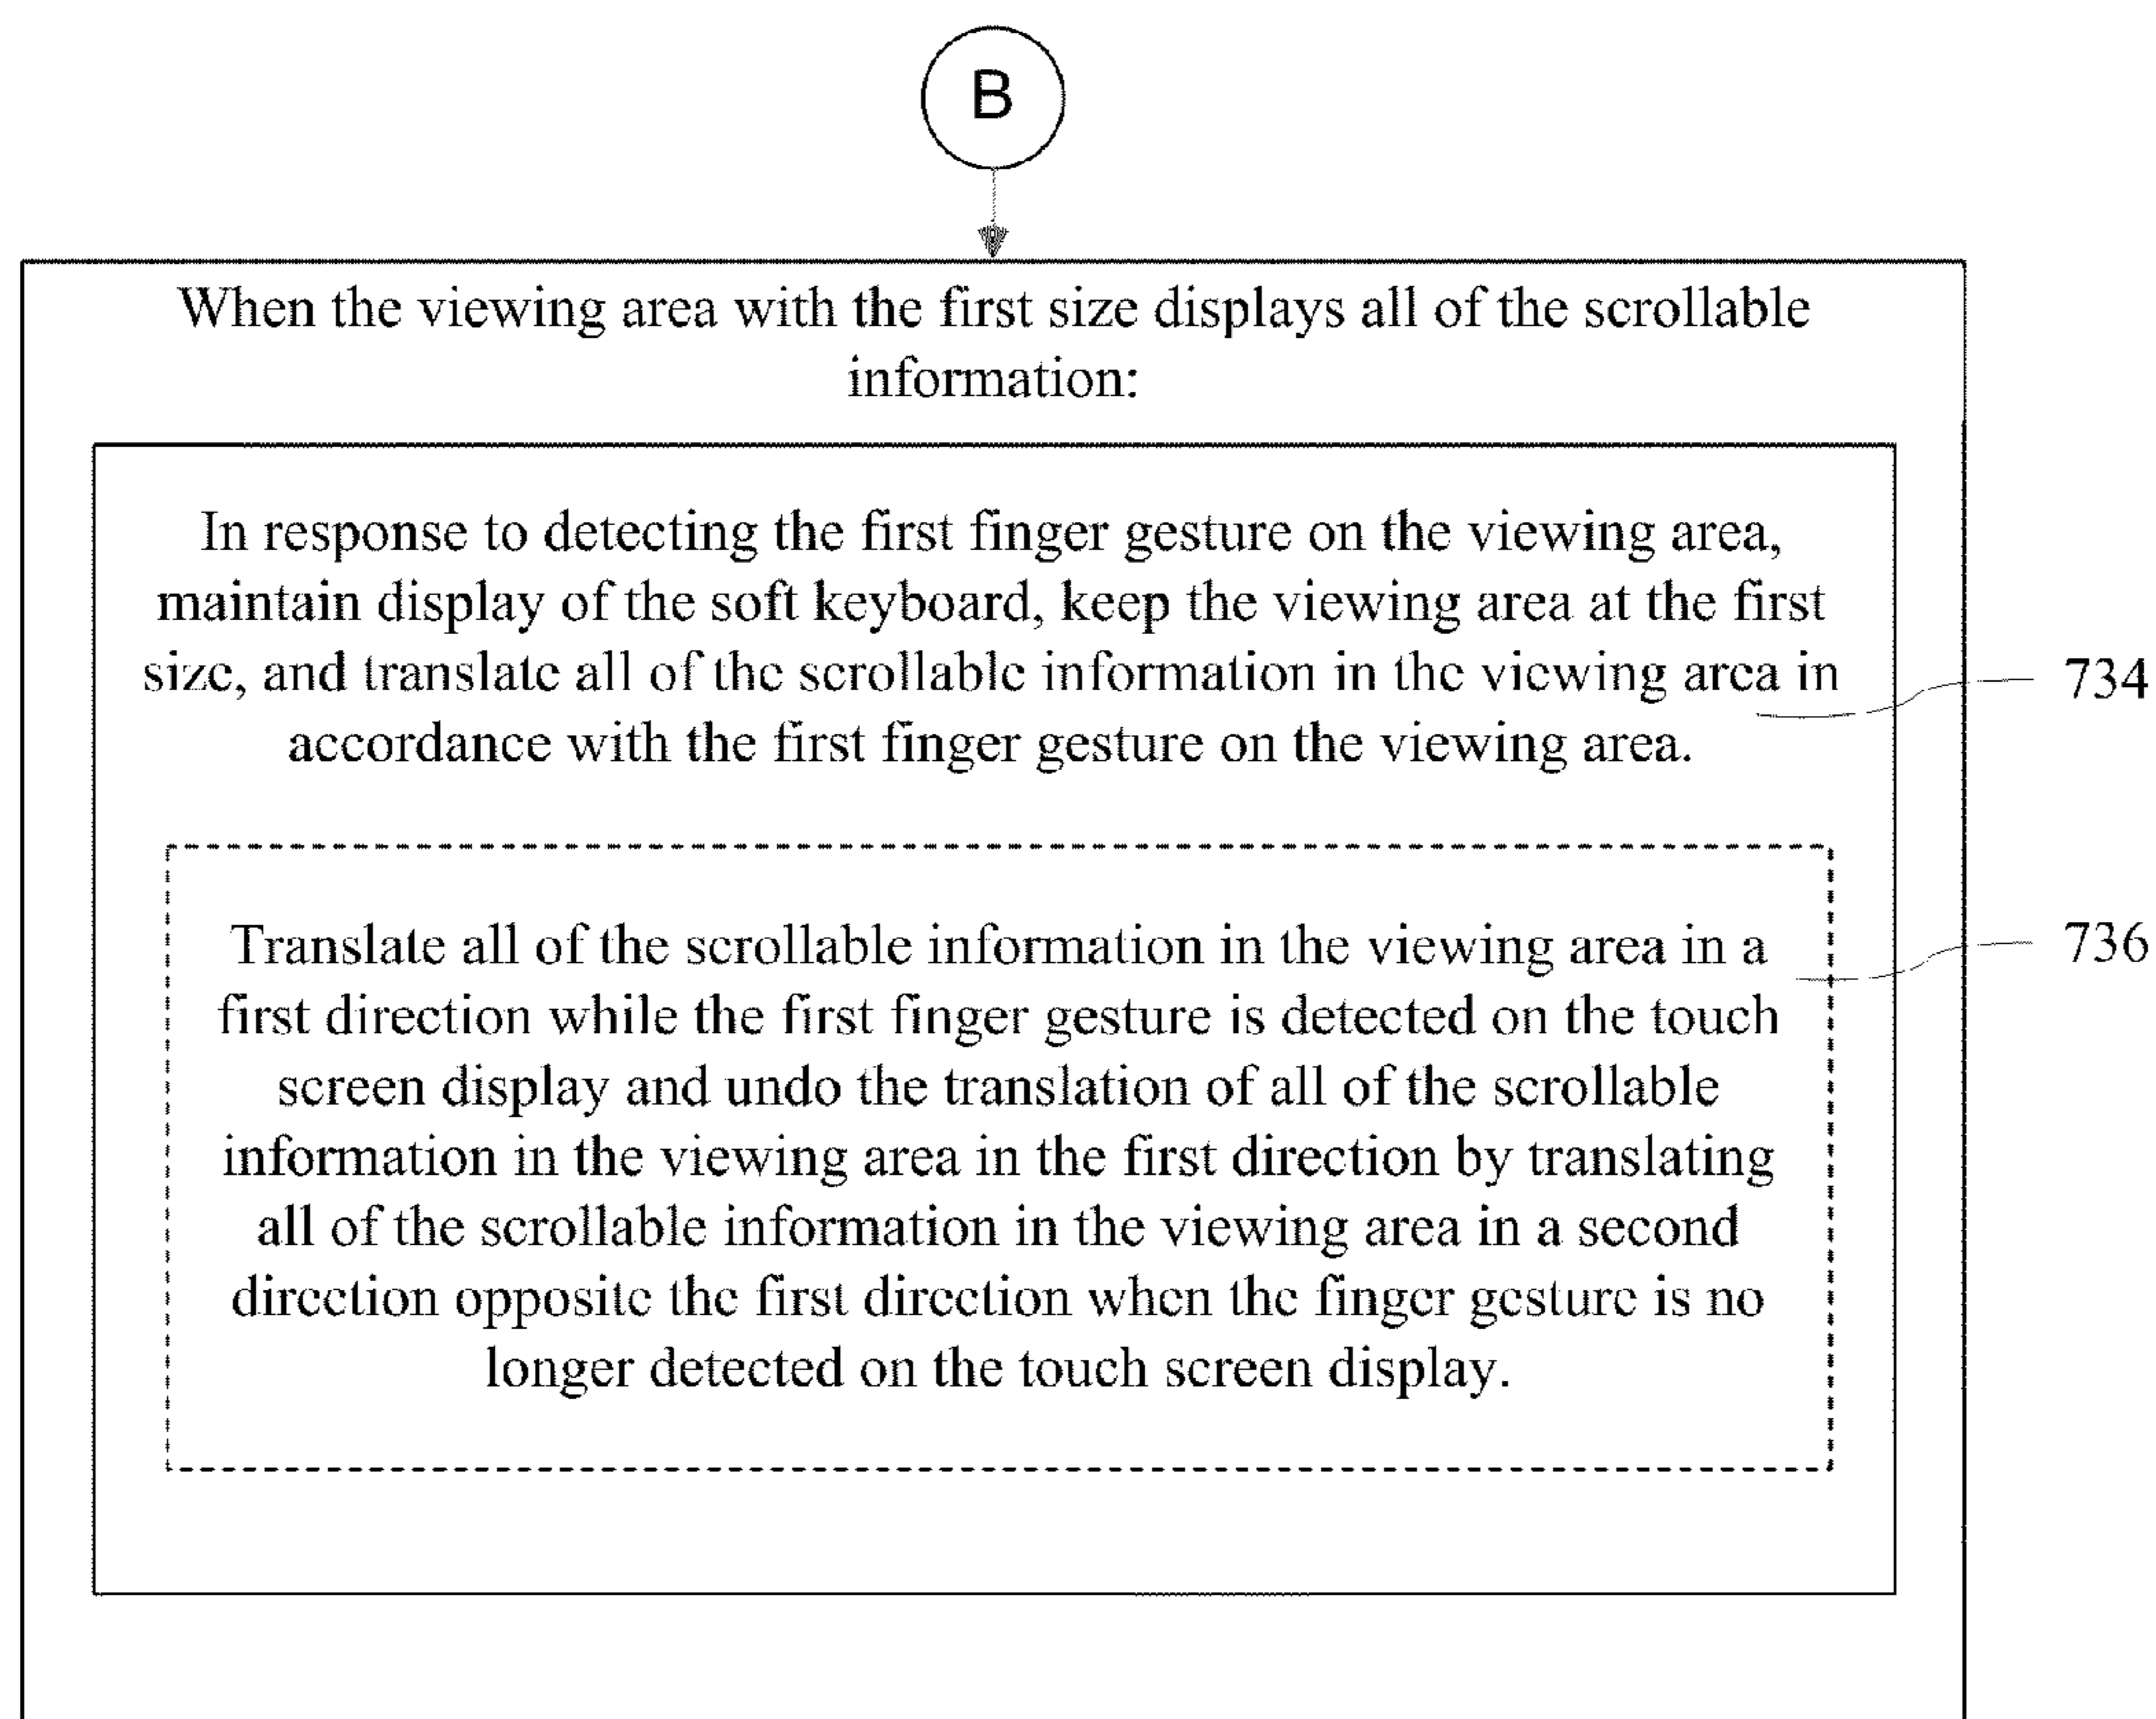 B
When the viewing area with the first size displays all of the scrollable
information:
In response to detecting the first finger gesture on the viewing area,
maintain display of the soft keyboard, keep the viewing area at the first
size, and translate all of the scrollable information in the viewing area in
accordance with the first finger gesture on the viewing area.
734
Translate all of the scrollable information in the viewing area in a
first direction while the first finger gesture is detected on the touch
screen display and undo the translation of all of the scrollable
information in the viewing area in the first direction by translating
all of the scrollable information in the viewing area in a second
direction opposite the first direction when the finger gesture is no
longer detected on the touch screen display.
736